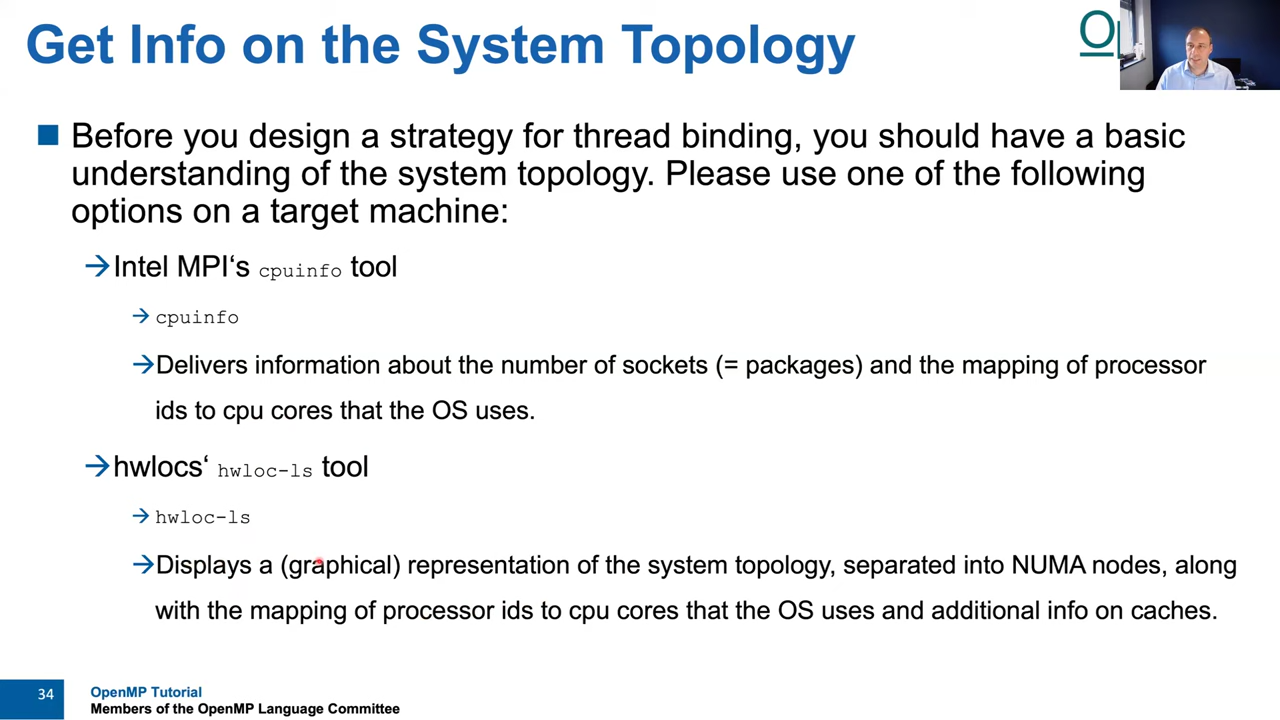 Get Info on the System Topology
Before you design a strategy for thread binding, you should have a basic
understanding of the system topology. Please use one of the following
options on a target machine:
→Intel MPI‘s cpuinfo tool
→ cpuinfo
→Delivers information about the number of sockets (= packages) and the mapping of processor
ids to cpu cores that the OS uses.
→hwlocs‘ hwloc-ls tool
→ hwloc-ls
→Displays a (graphical) representation of the system topology, separated into NUMA nodes, along
with the mapping of processor ids to cpu cores that the OS uses and additional info on caches.
34
OpenMP Tutorial
Members of the OpenMP Language Committee